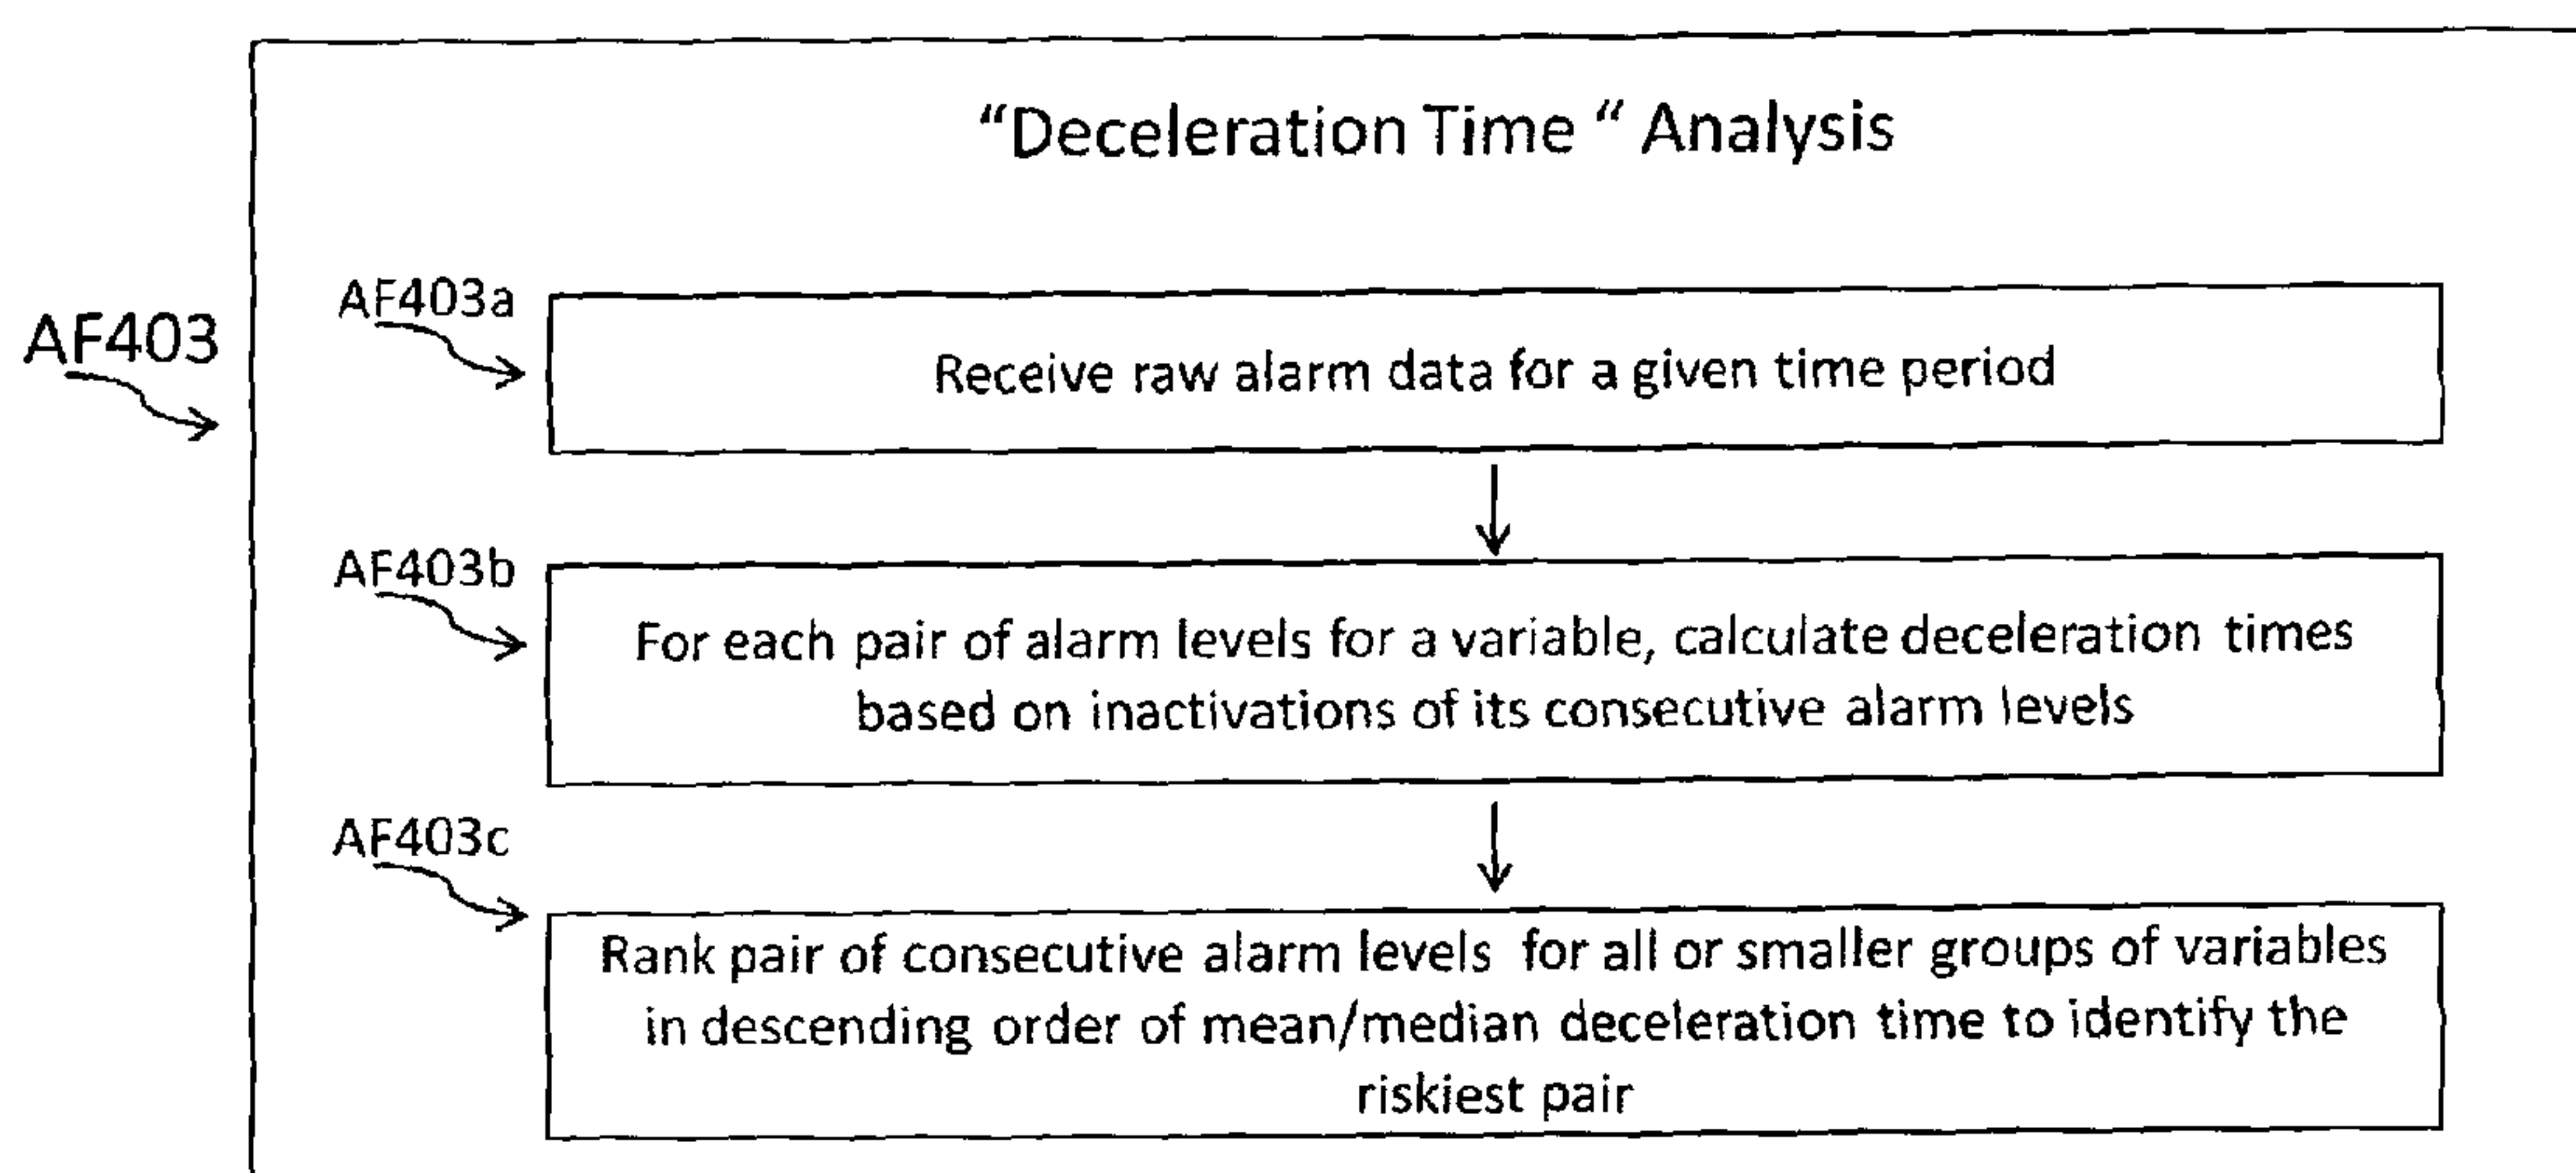 “Deceleration Time “ Analysis
AF403
AF403a
Receive raw alarm data for a given time period
AF403b
For each pair of alarm levels for a variable, calculate deceleration times
based on inactivations of its consecutive alarm levels
AF403c
Rank pair of consecutive alarm levels for all or smaller groups of variables
in descending order of mean/median deceleration time to identify the
riskiest pair